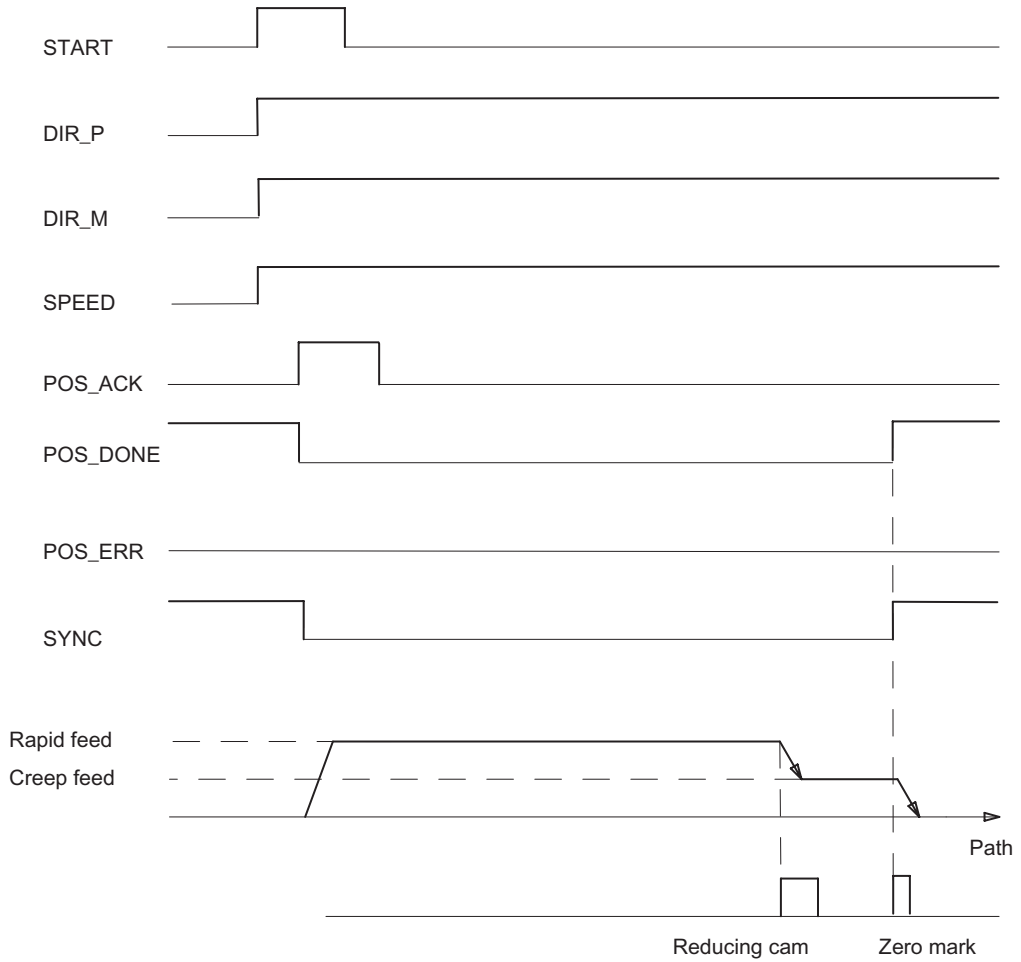 START
DIR_P
DIR_M
SPEED
POS_ACK
POS_DONE
POS_ERR
SYNC
Rapid feed
Creep feed
Path
Reducing cam
Zero mark